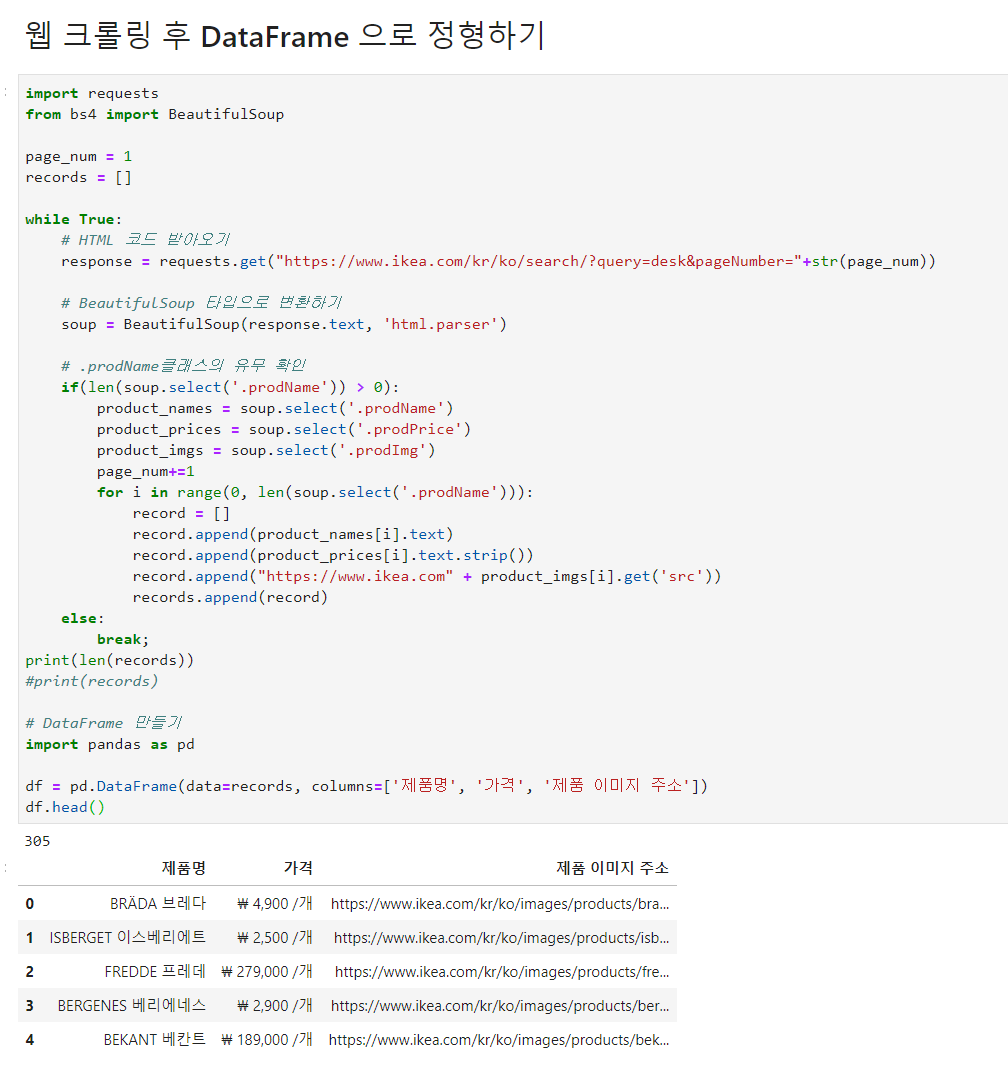 웹 크롤링 후 DataFrame 으로 정형하기
import requests
from bs4 import BeautifulSoup
page_num = 1
records = []
while True:
# HTML 코드 받아오기
response = requests.get("https://www.ikea.com/kr/ko/search/?query=desk&pageNumber="+str(page_num))
# BeautifulSoup 타입으로 변환하기
soup = BeautifulSoup(response.text, 'html.parser')
# .prodName클래스의 유무 확인
if(len(soup.select('.prodName')) > 0):
product_names = soup.select('.prodName')
product_prices = soup.select('.prodPrice')
product_imgs = soup.select('.prodImg')
page_num+=1
for i in range(0, len(soup.select('.prodName'))):
record = []
record.append(product_names[i].text)
record.append(product_prices[i].text.strip())
record.append("https://www.ikea.com" + product_imgs[i].get('src'))
records.append(record)
else:
break;
print(len(records))
#print(records)
# DataFrame 만들기
import pandas as pd
df = pd.DataFrame(data=records, columns=['제품명', '가격', '제품 이미지 주소'])
df.head()
305
제품명 가격 제품 이미지 주소
0 BRÄDA 브레다 ₩ 4,900 /개 https://www.ikea.com/kr/ko/images/products/bra...
1 ISBERGET 이스베리에트 ₩ 2,500 /개 https://www.ikea.com/kr/ko/images/products/isb...
2 FREDDE 프레데 ₩ 279,000 /개 https://www.ikea.com/kr/ko/images/products/fre...
3 BERGENES 베리에네스 ₩ 2,900 /개 https://www.ikea.com/kr/ko/images/products/ber...
4 BEKANT 베칸트 ₩ 189,000 /개 https://www.ikea.com/kr/ko/images/products/bek...